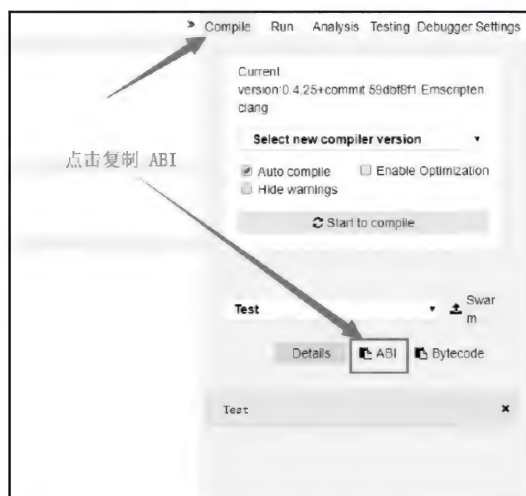 » Compile Run Analysis Testing Debugger Settings
Current
version:0.4.25+commit.59dbf8f1.Emscripten.
clang
Select new compiler version
点击复制 ABI
Auto compile Enable Optimization
Hide warnings
Start to compile
Test
Swar
m
Details ABI Bytecode
Test ×